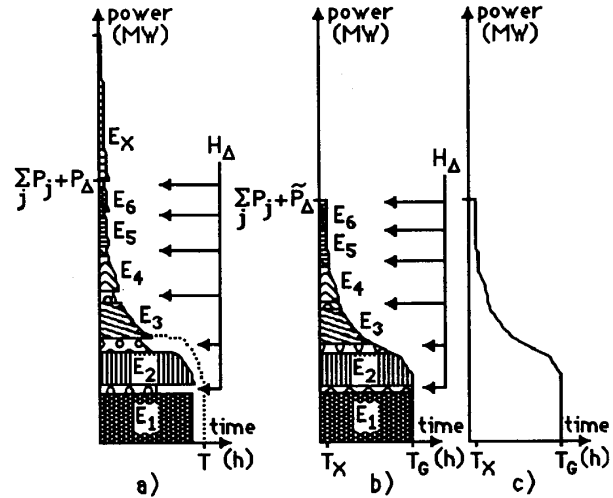 power
(MW)
E_X
∑_j P_j + P_Δ
E_6
E_5
E_4
E_3
E_2
E_1
H_Δ
time
T (h)
a)
power
(MW)
∑_j P_j + P̃_Δ
E_6
E_5
E_4
E_3
E_2
E_1
H_Δ
time
T_X
T_G (h)
b)
power
(MW)
time
T_X
T_G (h)
c)